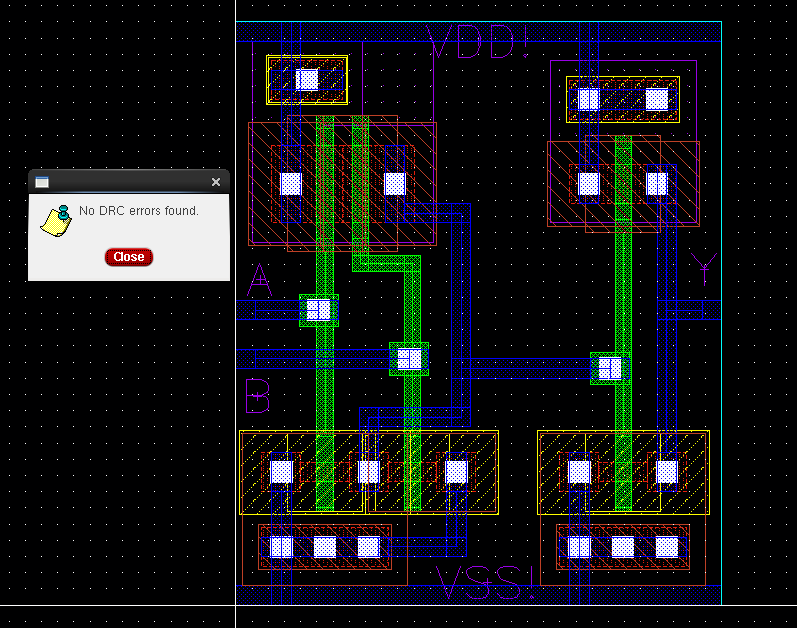 VDD!
No DRC errors found.
Close
A
Y
B
VSS!